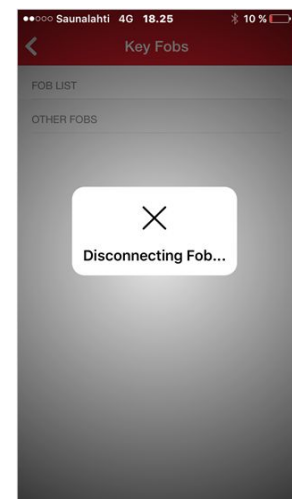 Saunalahti 4G 18.25 10 %
Key Fobs
FOB LIST
OTHER FOBS
Disconnecting Fob...